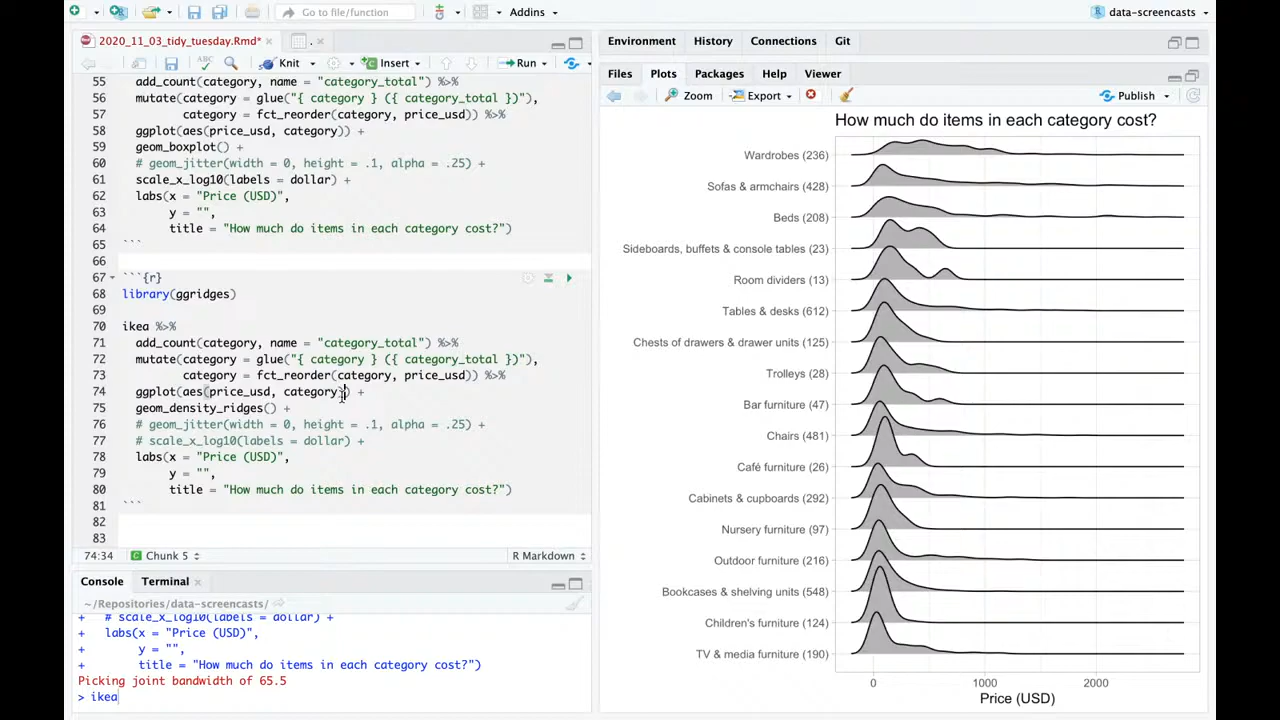 Go to file/function
Addins
data-screencasts
2020_11_03_tidy_tuesday.Rmd*
.
Knit
Insert
Run
55 add_count(category, name = "category_total") %>%
56 mutate(category = glue("{ category } ({ category_total })"),
57 category = fct_reorder(category, price_usd)) %>%
58 ggplot(aes(price_usd, category)) +
59 geom_boxplot() +
60 # geom_jitter(width = 0, height = .1, alpha = .25) +
61 scale_x_log10(labels = dollar) +
62 labs(x = "Price (USD)",
63 y = "",
64 title = "How much do items in each category cost?")
65 ```
66
67 ```{r}
68 library(ggridges)
69
70 ikea %>%
71 add_count(category, name = "category_total") %>%
72 mutate(category = glue("{ category } ({ category_total })"),
73 category = fct_reorder(category, price_usd)) %>%
74 ggplot(aes(price_usd, category)) +
75 geom_density_ridges() +
76 # geom_jitter(width = 0, height = .1, alpha = .25) +
77 # scale_x_log10(labels = dollar) +
78 labs(x = "Price (USD)",
79 y = "",
80 title = "How much do items in each category cost?")
81 ```
82
83
74:34 Chunk 5 R Markdown
Console Terminal
~/Repositories/data-screencasts/
+ # scale_x_log10(labels = dollar) +
+ labs(x = "Price (USD)",
+ y = "",
+ title = "How much do items in each category cost?")
Picking joint bandwidth of 65.5
> ikea
Environment History Connections Git
Files Plots Packages Help Viewer
Zoom Export Publish
How much do items in each category cost?
Wardrobes (236)
Sofas & armchairs (428)
Beds (208)
Sideboards, buffets & console tables (23)
Room dividers (13)
Tables & desks (612)
Chests of drawers & drawer units (125)
Trolleys (28)
Bar furniture (47)
Chairs (481)
Café furniture (26)
Cabinets & cupboards (292)
Nursery furniture (97)
Outdoor furniture (216)
Bookcases & shelving units (548)
Children's furniture (124)
TV & media furniture (190)
0 1000 2000
Price (USD)